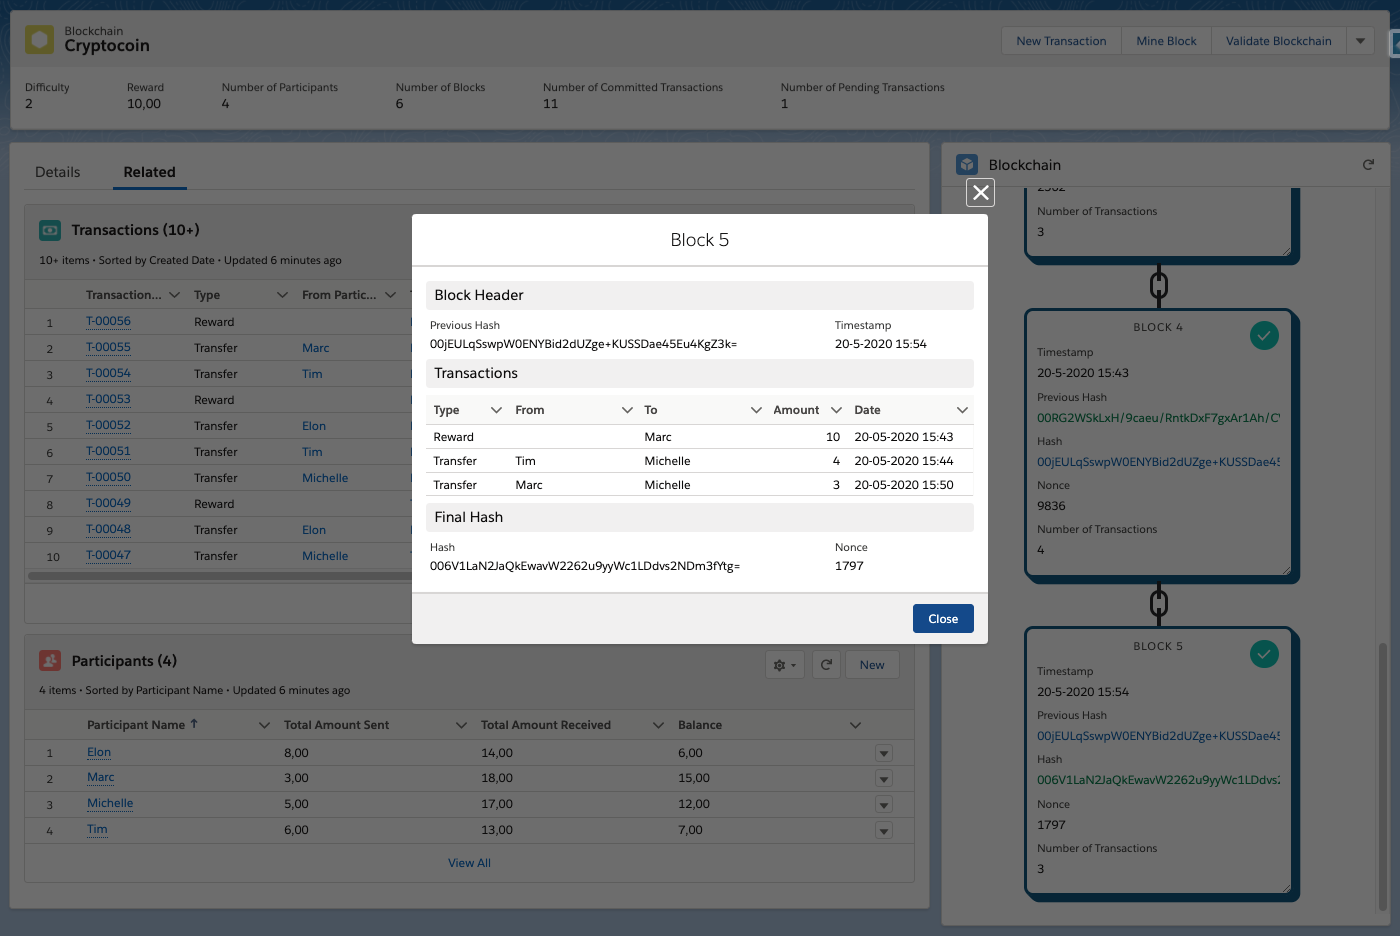 Blockchain
Cryptocoin
New Transaction
Mine Block
Validate Blockchain
Difficulty
2
Reward
10,00
Number of Participants
4
Number of Blocks
6
Number of Committed Transactions
11
Number of Pending Transactions
1
Details
Related
Transactions (10+)
10+ items • Sorted by Created Date • Updated 6 minutes ago
Transaction... Type From Partic...
1 T-00056 Reward
2 T-00055 Transfer Marc
3 T-00054 Transfer Tim
4 T-00053 Reward
5 T-00052 Transfer Elon
6 T-00051 Transfer Tim
7 T-00050 Transfer Michelle
8 T-00049 Reward
9 T-00048 Transfer Elon
10 T-00047 Transfer Michelle
Participants (4)
4 items • Sorted by Participant Name • Updated 6 minutes ago
New
Participant Name Total Amount Sent Total Amount Received Balance
1 Elon 8,00 14,00 6,00
2 Marc 3,00 18,00 15,00
3 Michelle 5,00 17,00 12,00
4 Tim 6,00 13,00 7,00
View All
Block 5
Block Header
Previous Hash Timestamp
00jEULqSswpW0ENYBid2dUZge+KUSSDae45Eu4KgZ3k= 20-5-2020 15:54
Transactions
Type From To Amount Date
Reward Marc 10 20-05-2020 15:43
Transfer Tim Michelle 4 20-05-2020 15:44
Transfer Marc Michelle 3 20-05-2020 15:50
Final Hash
Hash Nonce
006V1LaN2JaQkEwavW2262u9yyWc1LDdvs2NDm3fYtg= 1797
Close
Blockchain
Number of Transactions
3
BLOCK 4
Timestamp
20-5-2020 15:43
Previous Hash
00RG2WSkLxH/9caeu/RntkDxF7gxAr1Ah/C
Hash
00jEULqSswpW0ENYBid2dUZge+KUSSDae45
Nonce
9836
Number of Transactions
4
BLOCK 5
Timestamp
20-5-2020 15:54
Previous Hash
00jEULqSswpW0ENYBid2dUZge+KUSSDae45
Hash
006V1LaN2JaQkEwavW2262u9yyWc1LDdvs2
Nonce
1797
Number of Transactions
3